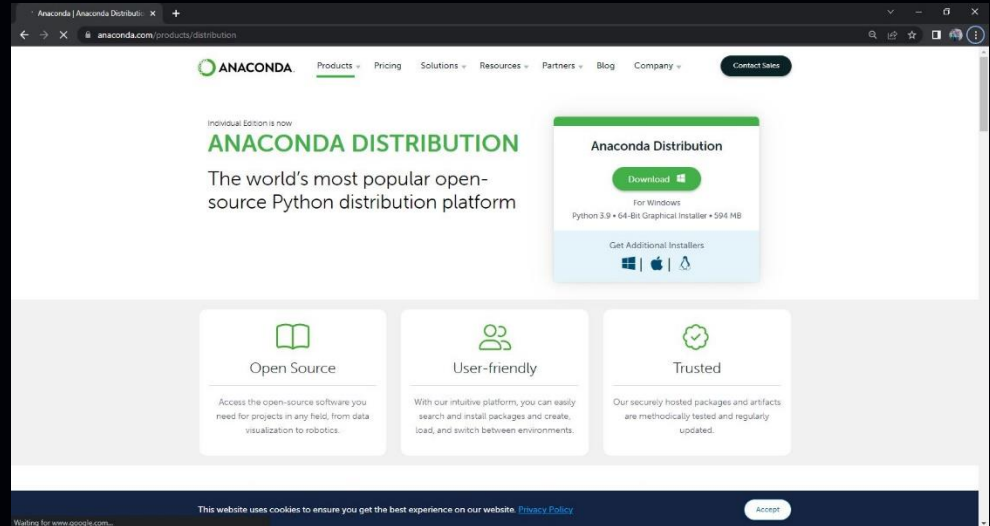 Anaconda | Anaconda Distributio
anaconda.com/products/distribution
ANACONDA.
Products
Pricing
Solutions
Resources
Partners
Blog
Company
Contact Sales
Individual Edition is now
ANACONDA DISTRIBUTION
The world's most popular open-
source Python distribution platform
Anaconda Distribution
Download
For Windows
Python 3.9 • 64-Bit Graphical Installer • 594 MB
Get Additional Installers
| |
Open Source
Access the open-source software you
need for projects in any field, from data
visualization to robotics.
User-friendly
With our intuitive platform, you can easily
search and install packages and create,
load, and switch between environments.
Trusted
Our securely hosted packages and artifacts
are methodically tested and regularly
updated.
This website uses cookies to ensure you get the best experience on our website. Privacy Policy
Accept
Waiting for www.google.com...